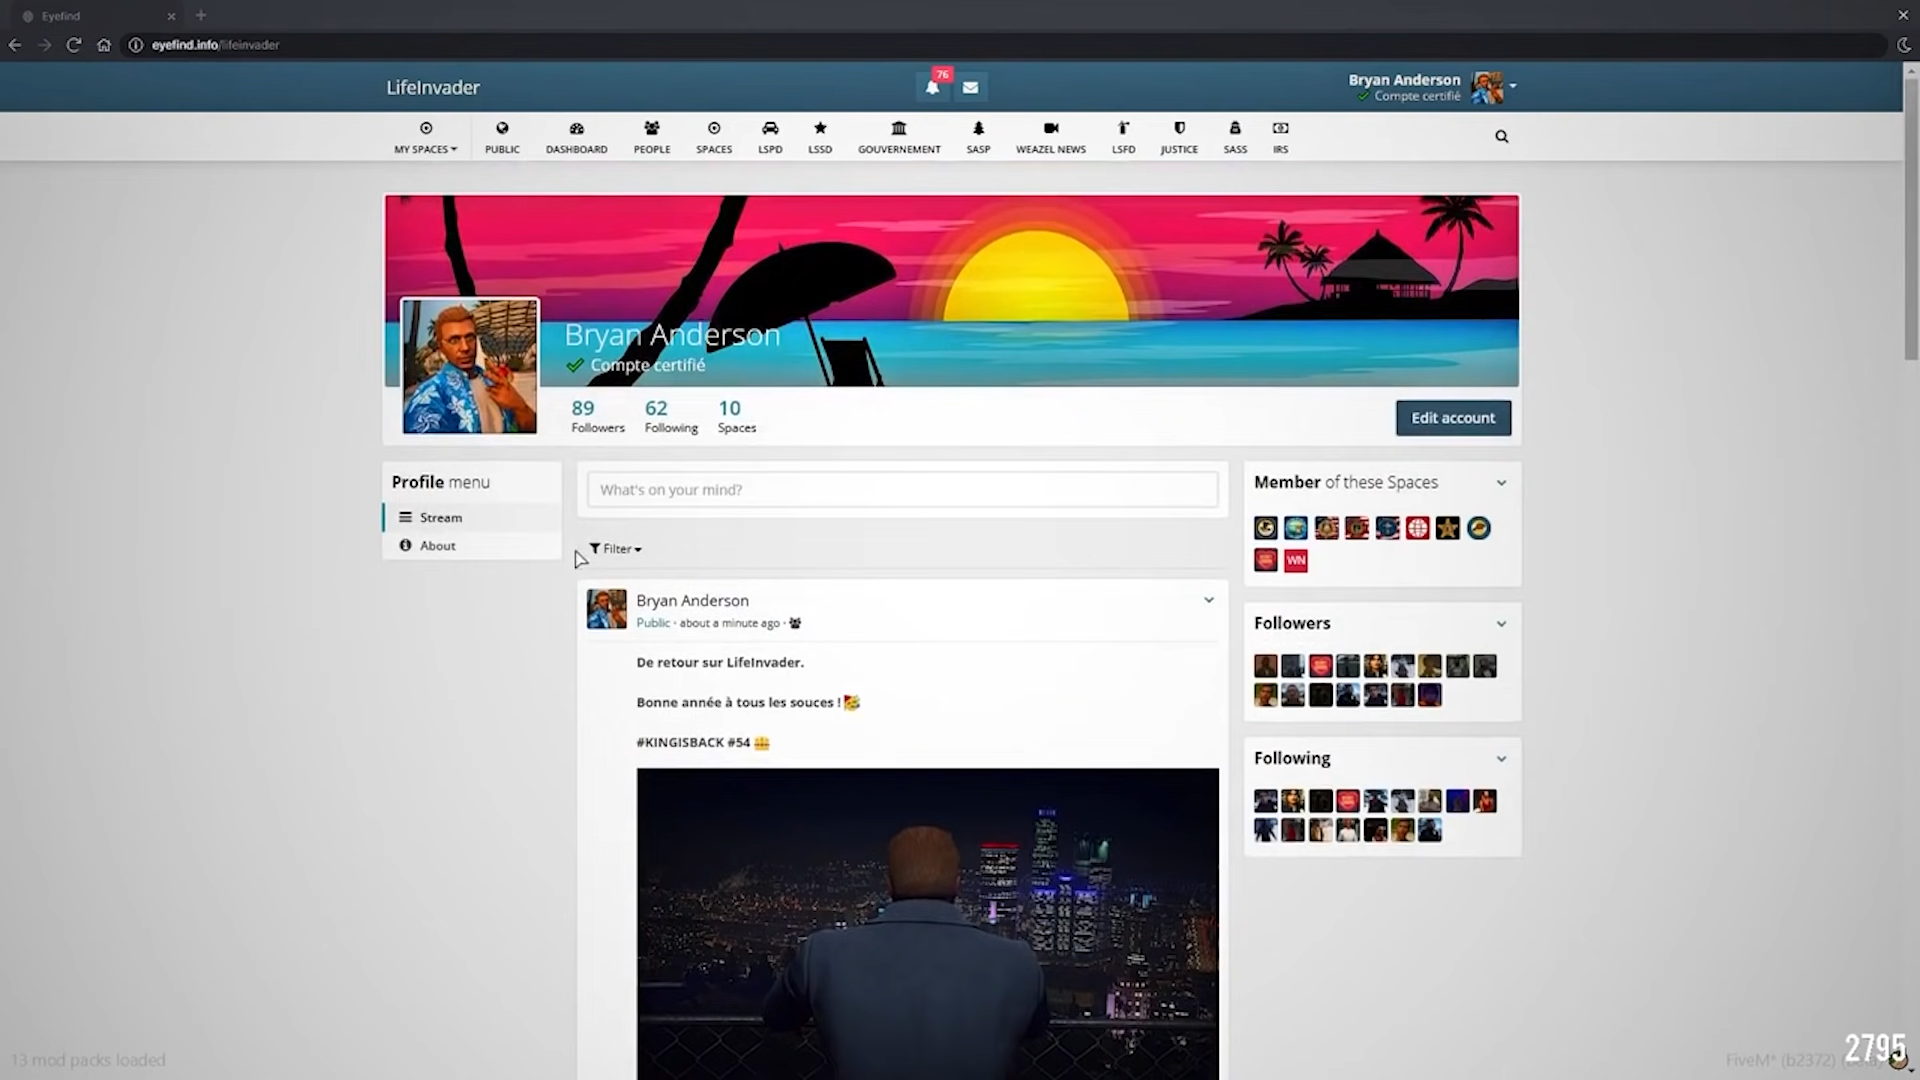 Eyefind
eyefind.info/lifeinvader
LifeInvader
76
Bryan Anderson
Compte certifié
MY SPACES
PUBLIC
DASHBOARD
PEOPLE
SPACES
LSPD
LSSD
GOUVERNEMENT
SASP
WEAZEL NEWS
LSFD
JUSTICE
SASS
IRS
Bryan Anderson
Compte certifié
89
Followers
62
Following
10
Spaces
Edit account
Profile menu
Stream
About
What's on your mind?
Filter
Bryan Anderson
Public · about a minute ago ·
De retour sur LifeInvader.
Bonne année à tous les souces !
#KINGISBACK #54
Member of these Spaces
WN
Followers
Following
13 mod packs loaded
FiveM* (b2372)
2795